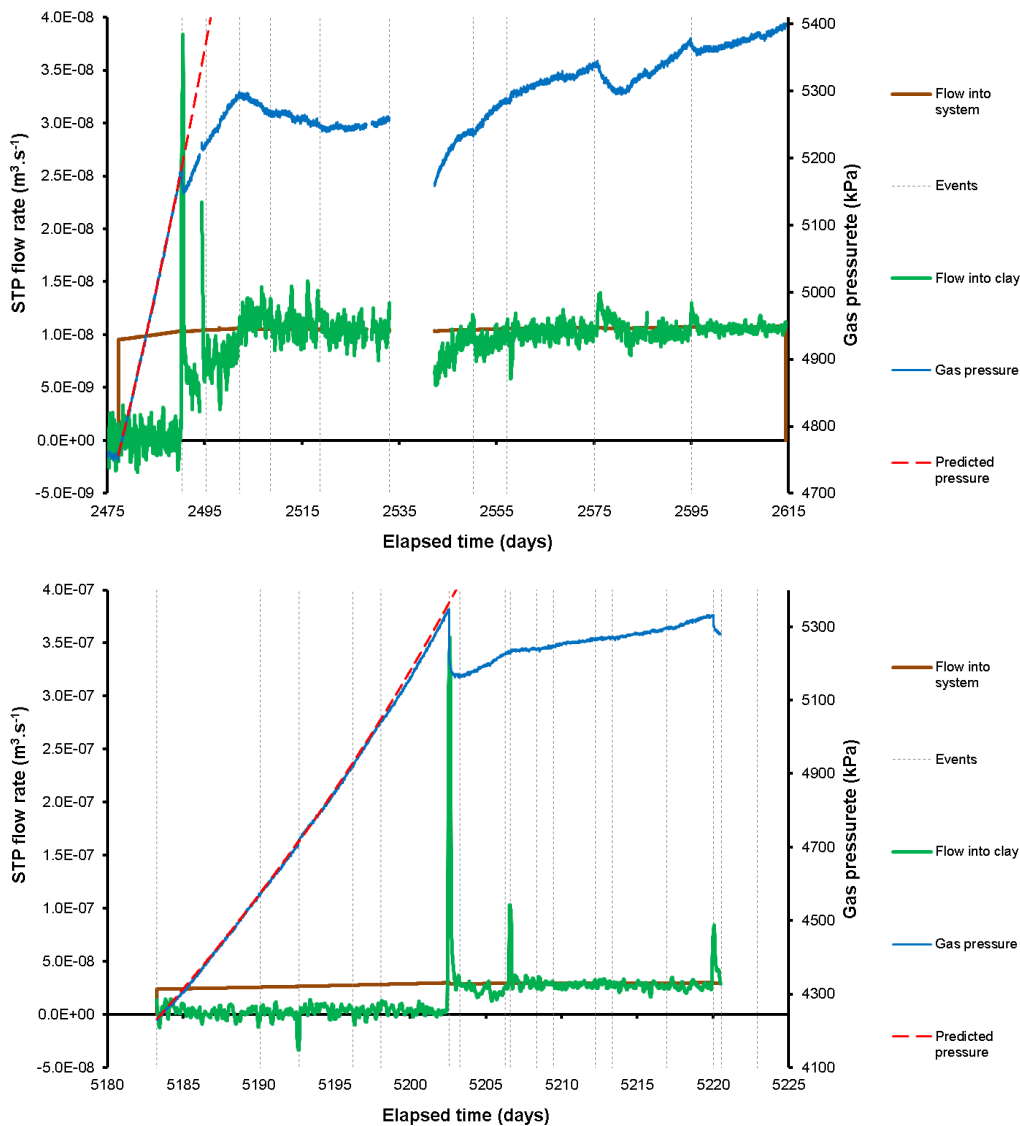 4.0E-08
3.5E-08
3.0E-08
2.5E-08
2.0E-08
1.5E-08
1.0E-08
5.0E-09
0.0E+00
-5.0E-09
STP flow rate (m³.s⁻¹)
2475 2495 2515 2535 2555 2575 2595 2615
Elapsed time (days)
5400
5300
5200
5100
5000
4900
4800
4700
Gas pressurete (kPa)
Flow into
system
Events
Flow into clay
Gas pressure
Predicted
pressure
4.0E-07
3.5E-07
3.0E-07
2.5E-07
2.0E-07
1.5E-07
1.0E-07
5.0E-08
0.0E+00
-5.0E-08
STP flow rate (m³.s⁻¹)
5180 5185 5190 5195 5200 5205 5210 5215 5220 5225
Elapsed time (days)
5300
5100
4900
4700
4500
4300
4100
Gas pressurete (kPa)
Flow into
system
Events
Flow into clay
Gas pressure
Predicted
pressure